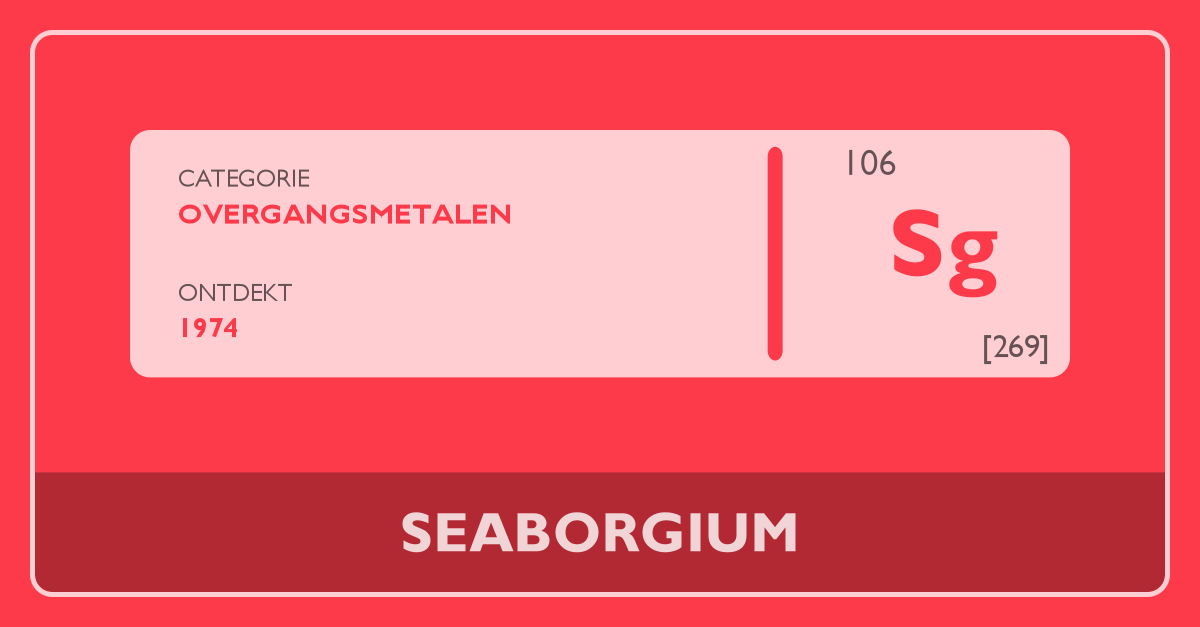 CATEGORIE
OVERGANGSMETALEN
ONTDEKT
1974
106
Sg
[269]
SEABORGIUM